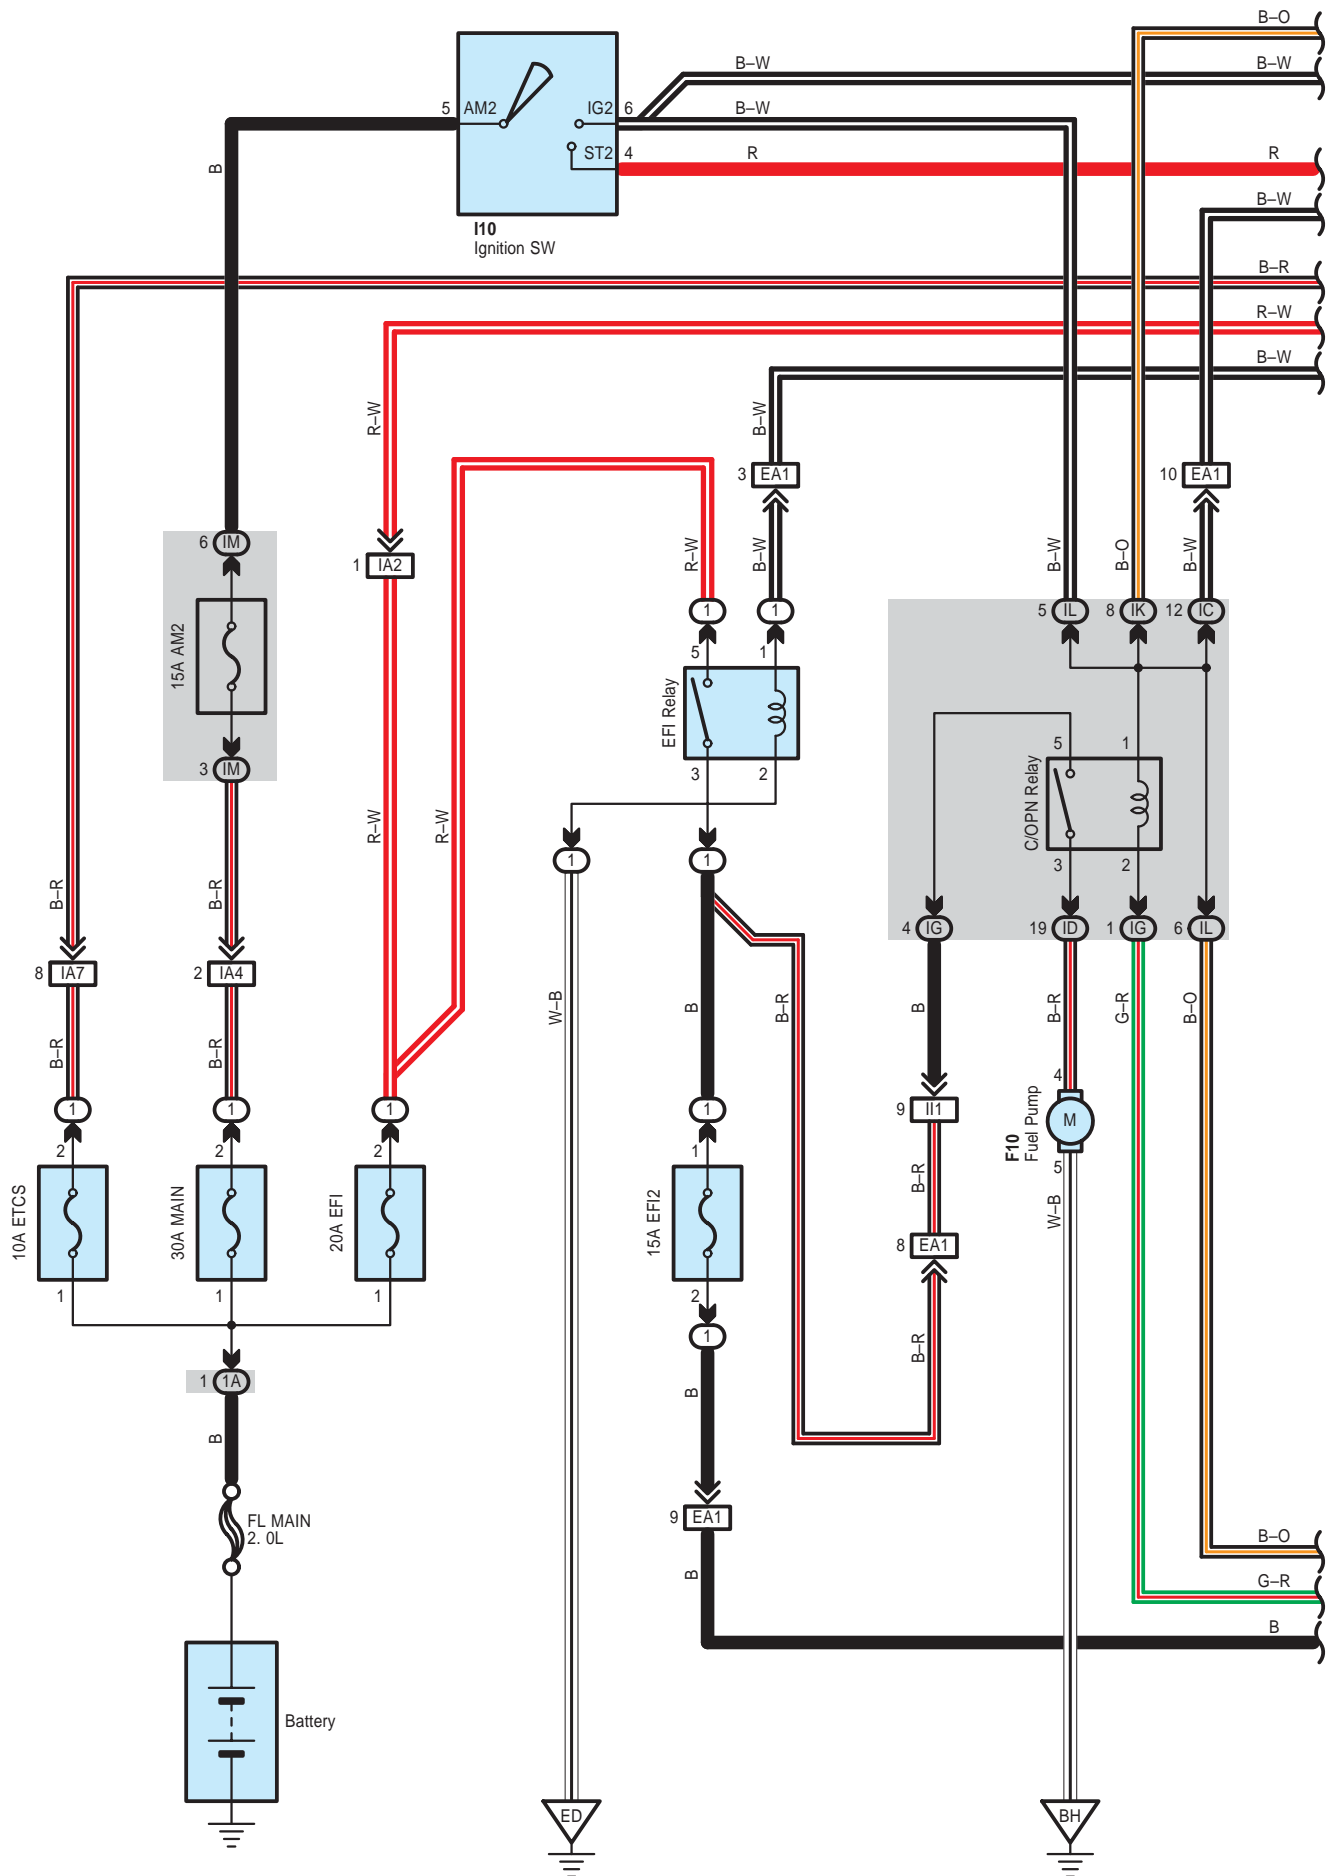 B–O
B–W
B–W
5 AM2 IG2 6
ST2 4
R
R
B
I10
Ignition SW
B–W
B–R
R–W
B–W
R–W
B–W
3 EA1
10 EA1
6 IM
1 IA2
R–W
B–W
B–W
B–O
B–W
15A AM2
1
1
5 IL
8 IK
12 IC
5
1
EFI Relay
3 IM
3
2
5
1
C/OPN Relay
3
2
R–W
R–W
1
1
B–R
B–R
4 IG
19 ID
1 IG
6 IL
8 IA7
2 IA4
W–B
B
B–R
B
B–R
G–R
B–O
B–R
B–R
4
1
1
1
1
9 II1
M
F10
Fuel Pump
5
2
2
2
1
10A ETCS
30A MAIN
20A EFI
15A EFI2
B–R
W–B
8 EA1
1
1
1
2
1
B–R
1 1A
B
B
FL MAIN
2. 0L
9 EA1
B–O
B
G–R
B
Battery
ED
BH